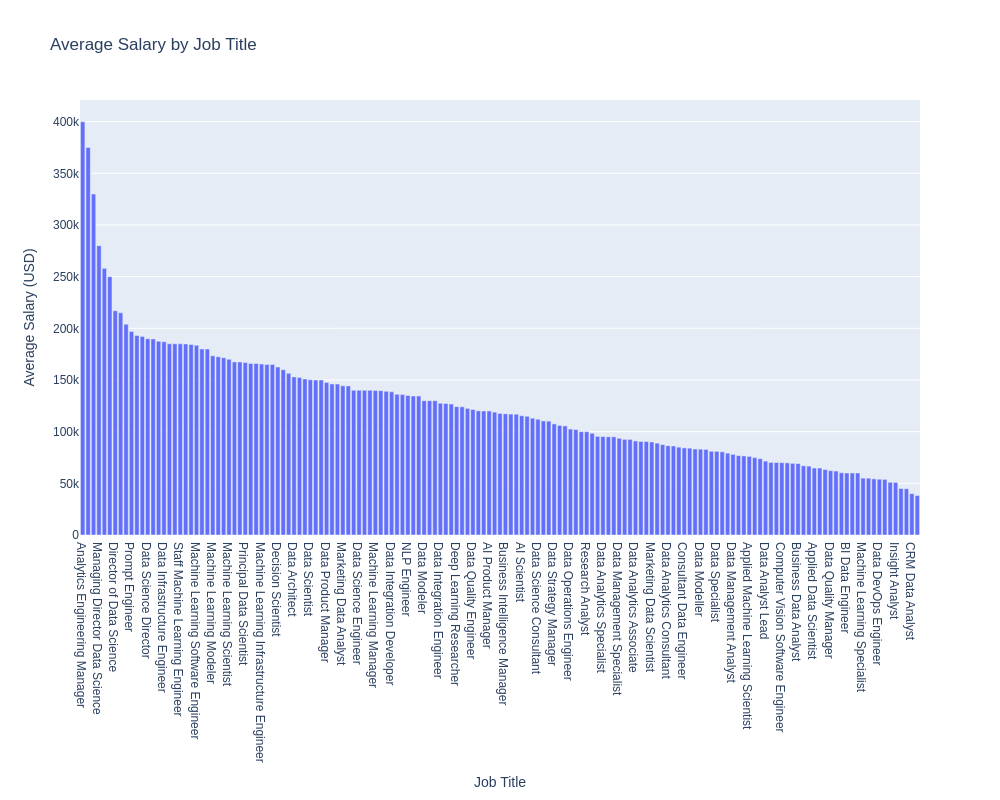 Average Salary by Job Title
Average Salary (USD)
400k
350k
300k
250k
200k
150k
100k
50k
0
Analytics Engineering Manager
Managing Director Data Science
Director of Data Science
Prompt Engineer
Data Science Director
Data Infrastructure Engineer
Staff Machine Learning Engineer
Machine Learning Software Engineer
Machine Learning Modeler
Machine Learning Scientist
Principal Data Scientist
Machine Learning Infrastructure Engineer
Decision Scientist
Data Architect
Data Scientist
Data Product Manager
Marketing Data Analyst
Data Science Engineer
Machine Learning Manager
Data Integration Developer
NLP Engineer
Data Modeler
Data Integration Engineer
Deep Learning Researcher
Data Quality Engineer
AI Product Manager
Business Intelligence Manager
AI Scientist
Data Science Consultant
Data Strategy Manager
Data Operations Engineer
Research Analyst
Data Analytics Specialist
Data Management Specialist
Data Analytics Associate
Marketing Data Scientist
Data Analytics Consultant
Consultant Data Engineer
Data Modeller
Data Specialist
Data Management Analyst
Applied Machine Learning Scientist
Data Analyst Lead
Computer Vision Software Engineer
Business Data Analyst
Applied Data Scientist
Data Quality Manager
BI Data Engineer
Machine Learning Specialist
Data DevOps Engineer
Insight Analyst
CRM Data Analyst
Job Title